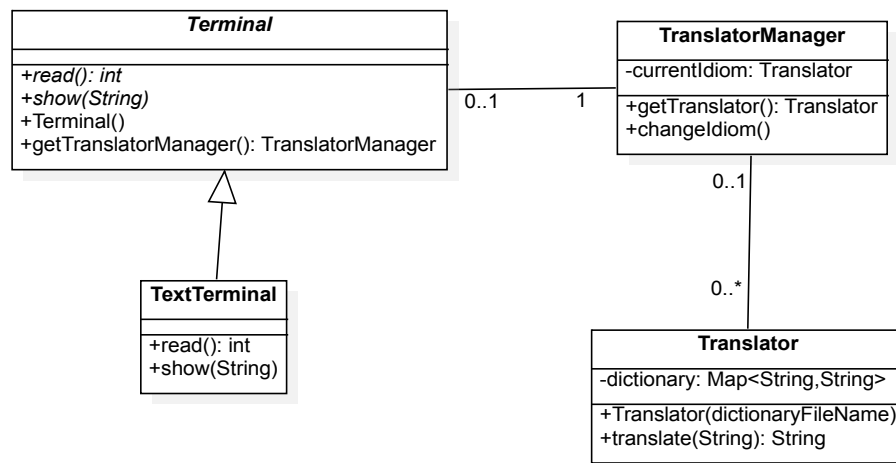 Terminal
+read(): int
+show(String)
+Terminal()
+getTranslatorManager(): TranslatorManager
0..1
1
TranslatorManager
-currentIdiom: Translator
+getTranslator(): Translator
+changeIdiom()
0..1
0..*
TextTerminal
+read(): int
+show(String)
Translator
-dictionary: Map<String,String>
+Translator(dictionaryFileName)
+translate(String): String